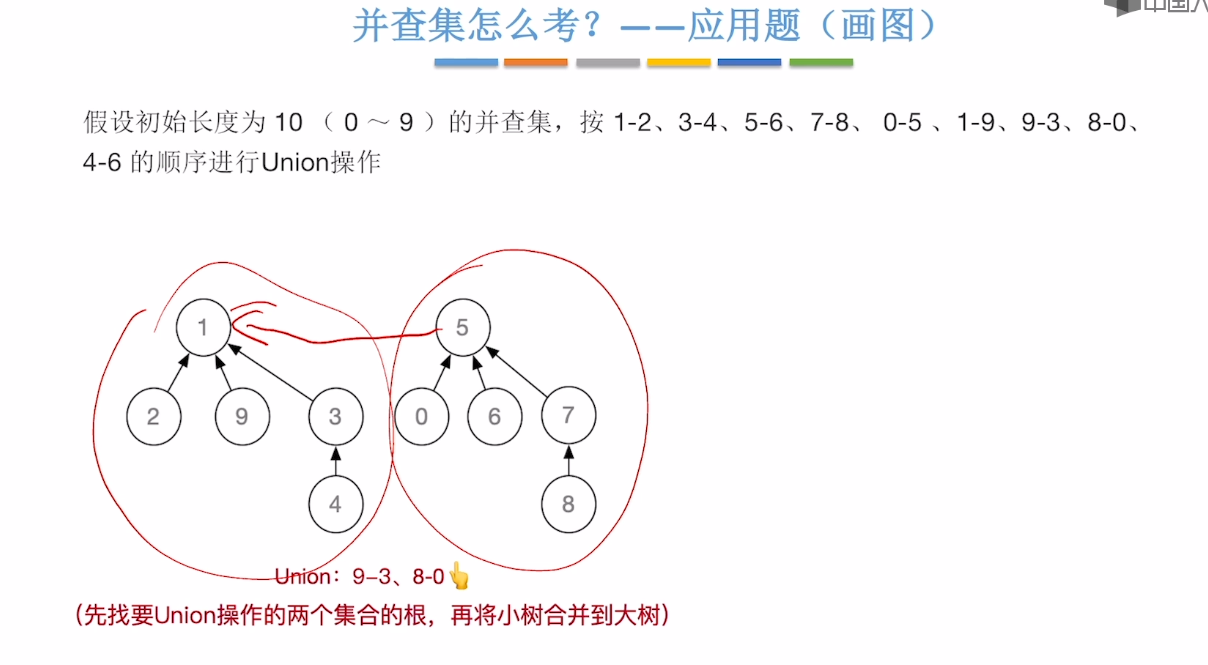 中国大
并查集怎么考？——应用题（画图）
假设初始长度为 10 （ 0 ～ 9 ）的并查集，按 1-2、3-4、5-6、7-8、 0-5 、1-9、9-3、8-0、
4-6 的顺序进行Union操作
1 5
2 9 3 0 6 7
4 8
Union：9–3、8-0👆
（先找要Union操作的两个集合的根，再将小树合并到大树）